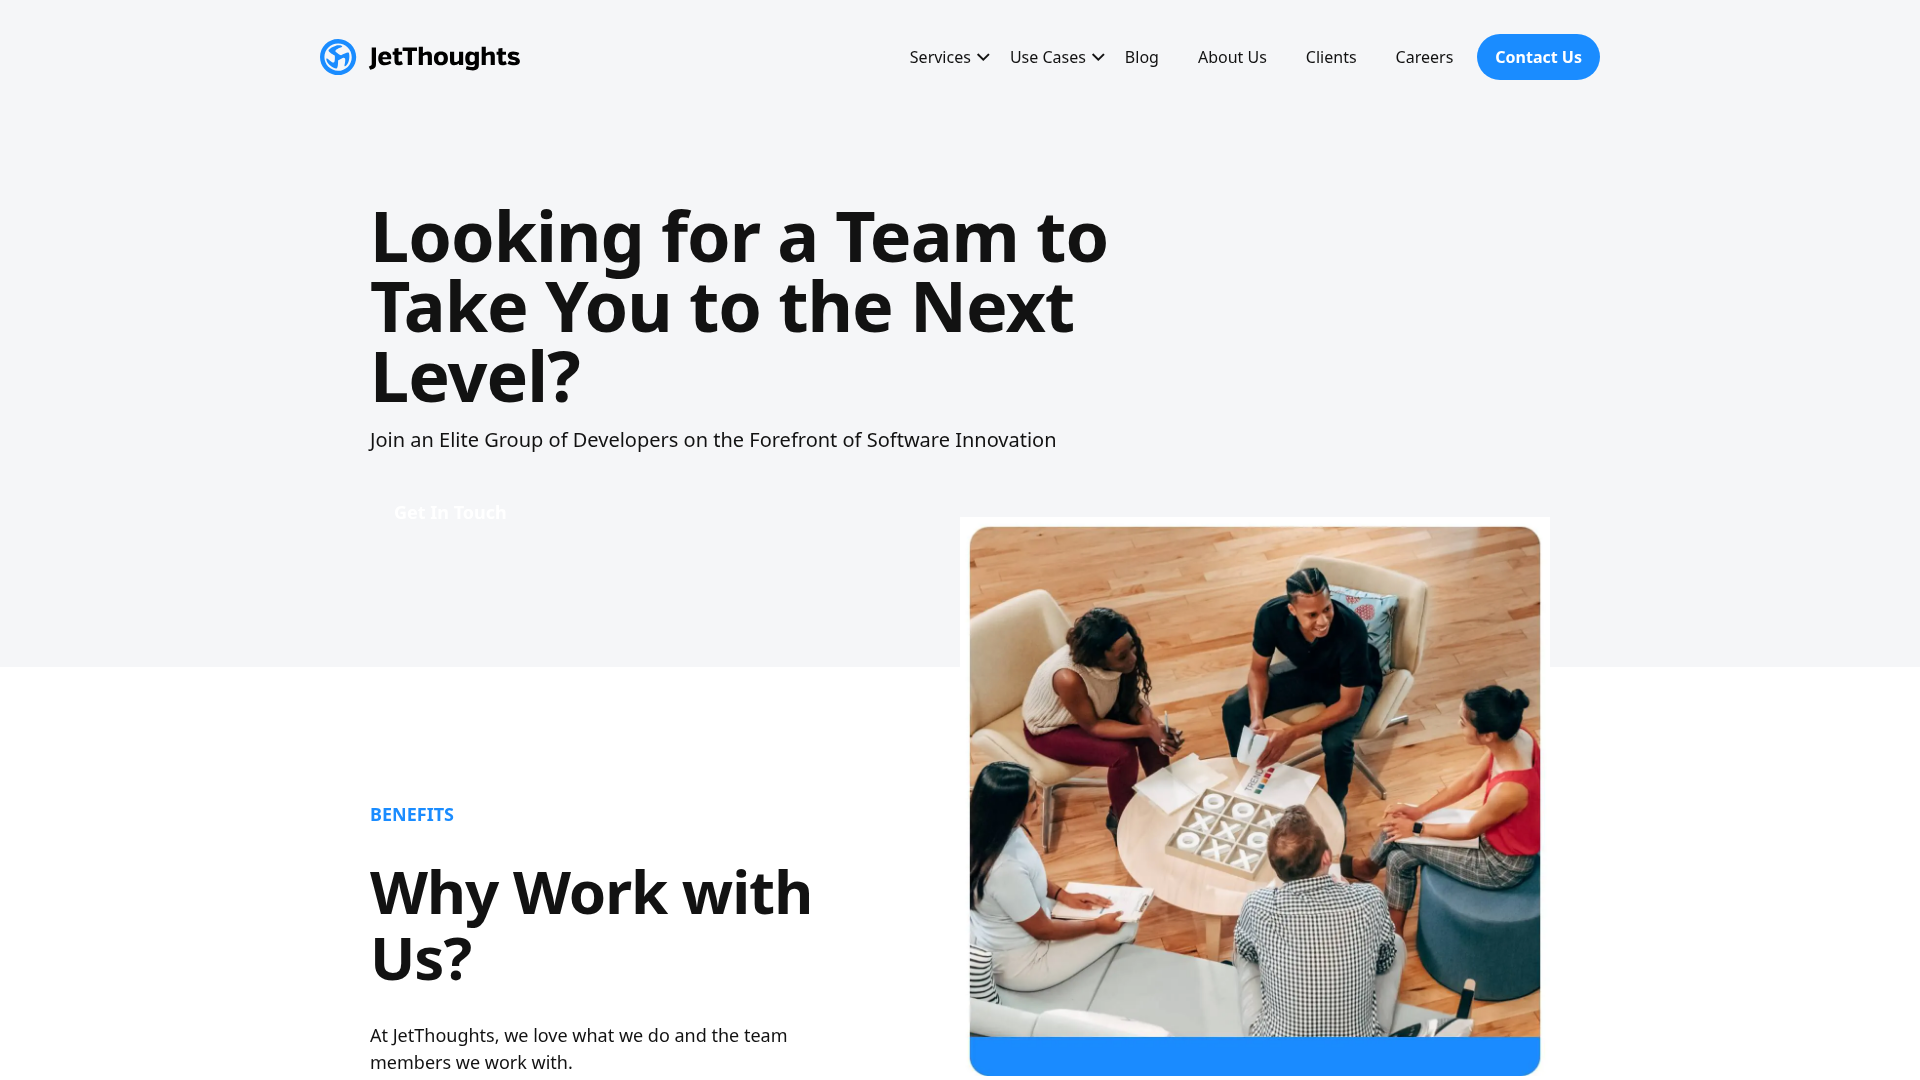 JetThoughts
Services
Use Cases
Blog
About Us
Clients
Careers
Contact Us
Looking for a Team to
Take You to the Next
Level?
Join an Elite Group of Developers on the Forefront of Software Innovation
Get In Touch
TREND
BENEFITS
Why Work with
Us?
At JetThoughts, we love what we do and the team
members we work with.